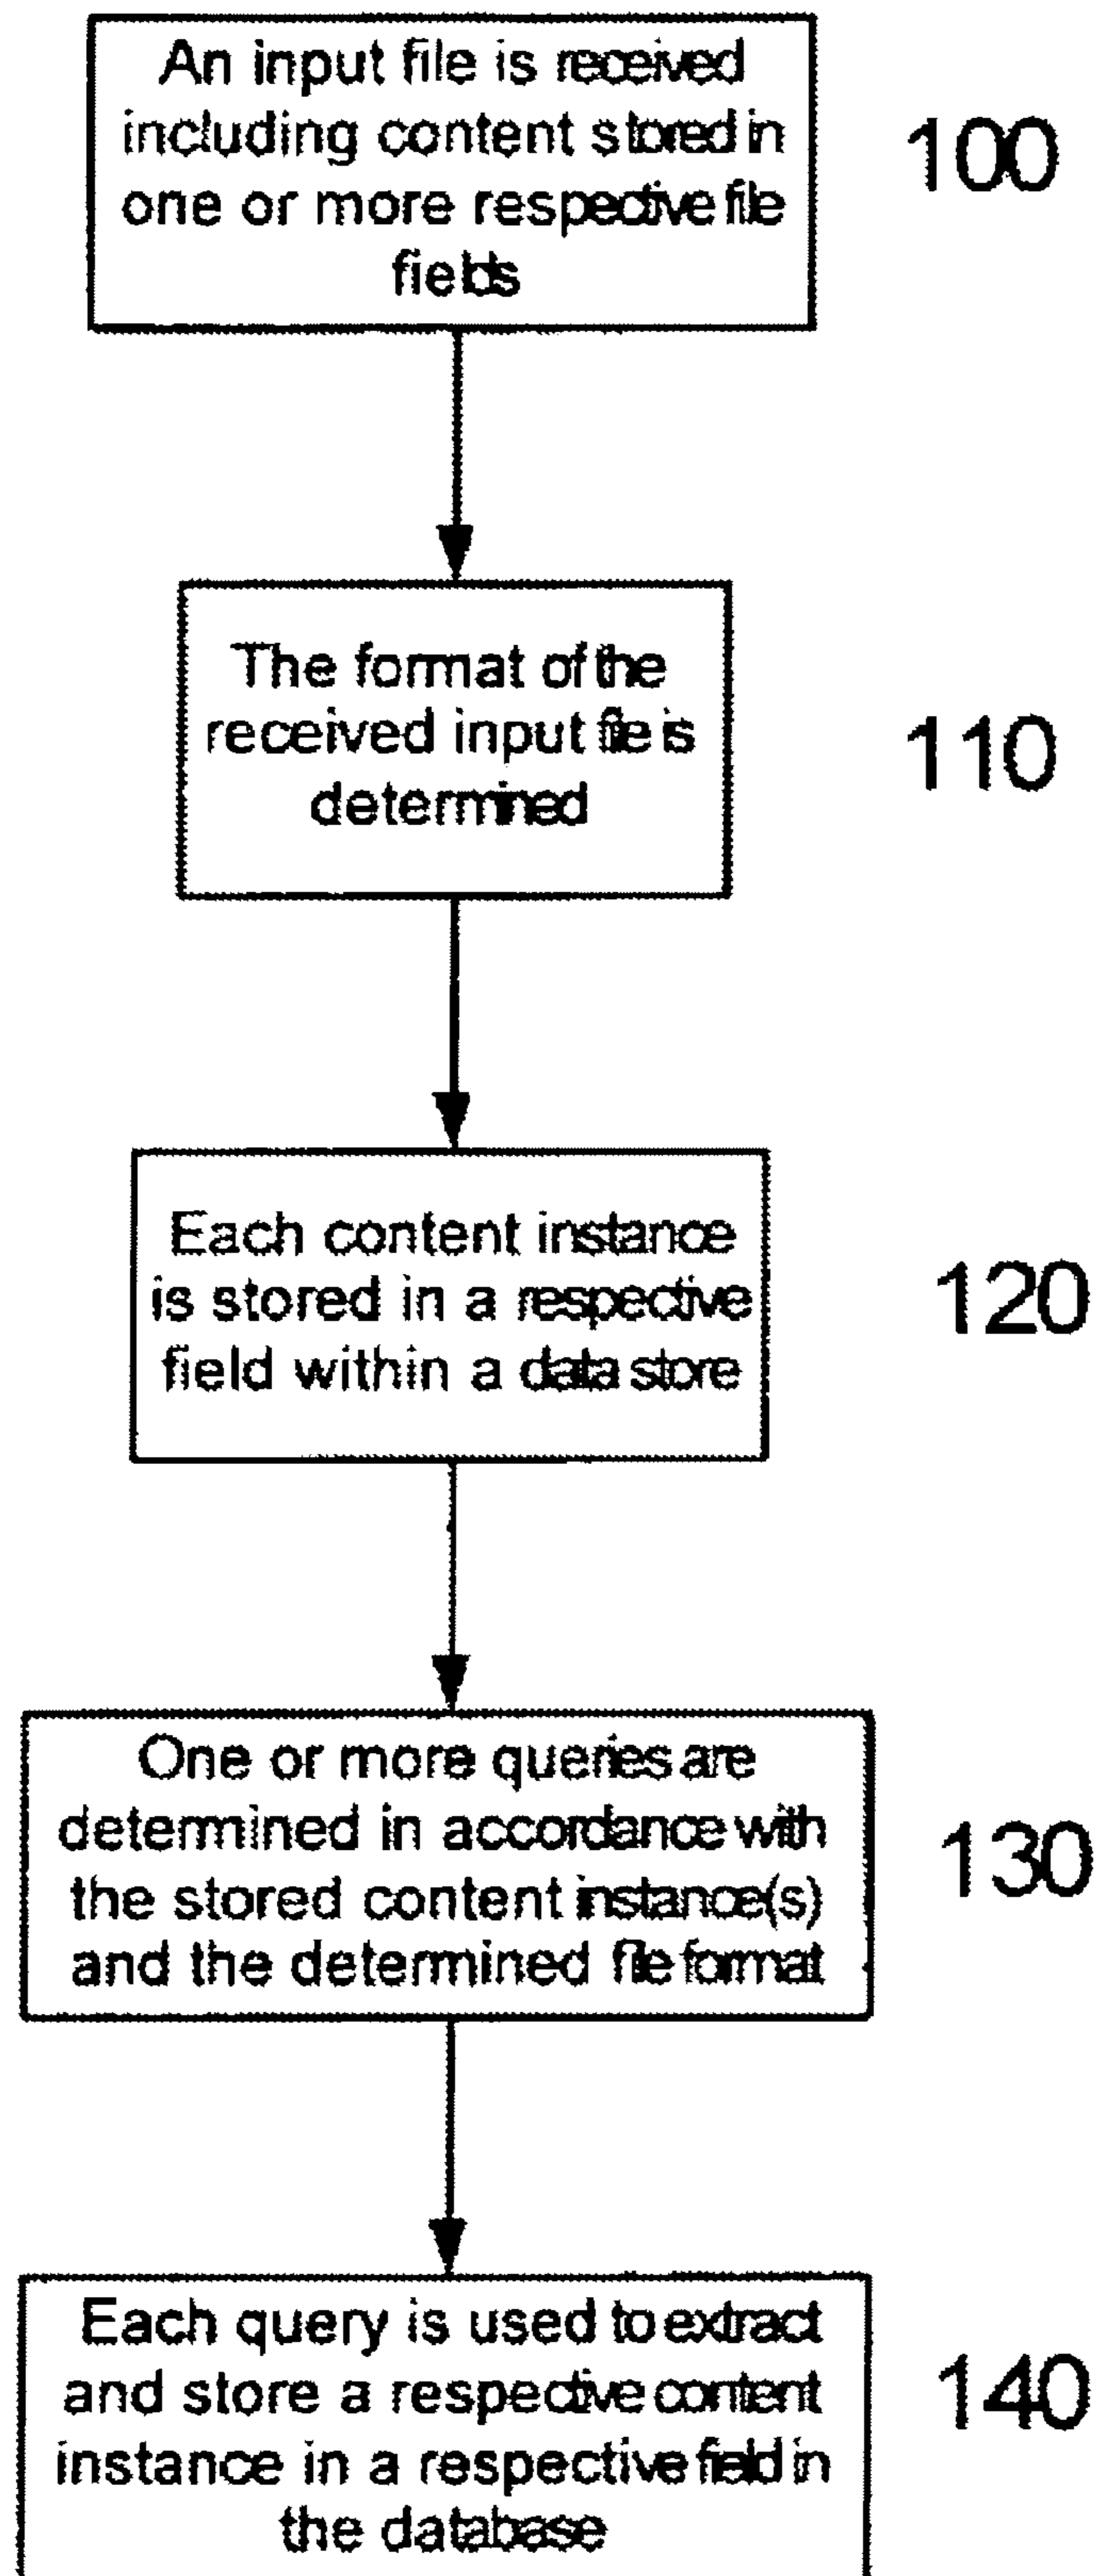 An input file is received
including content stored in
one or more respective file
fields
100
The format of the
received input file is
determined
110
Each content instance
is stored in a respective
field within a data store
120
One or more queries are
determined in accordance with
the stored content instance(s)
and the determined file format
130
Each query is used to extract
and store a respective content
instance in a respective field in
the database
140